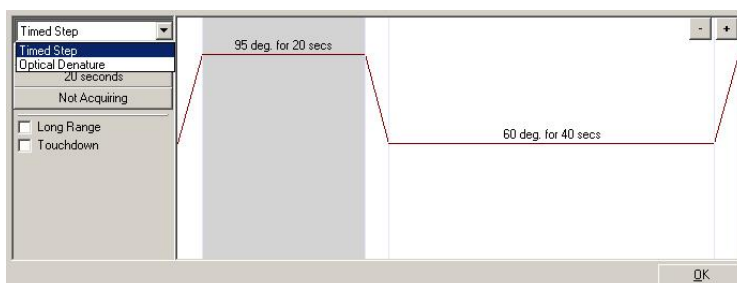 Timed Step
Timed Step
Optical Denature
20 seconds
Not Acquiring
Long Range
Touchdown
95 deg. for 20 secs
60 deg. for 40 secs
- +
OK